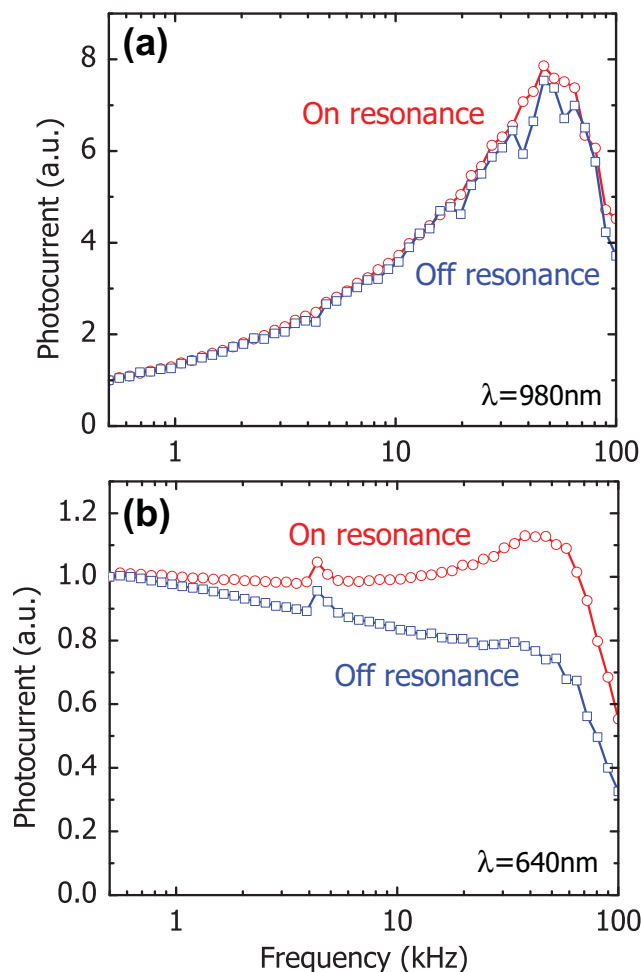 (a)
8
6
4
2
0
On resonance
Off resonance
λ=980nm
Photocurrent (a.u.)
1
10
100
(b)
1.2
1.0
0.8
0.6
0.4
0.2
0.0
On resonance
Off resonance
λ=640nm
Photocurrent (a.u.)
1
10
100
Frequency (kHz)